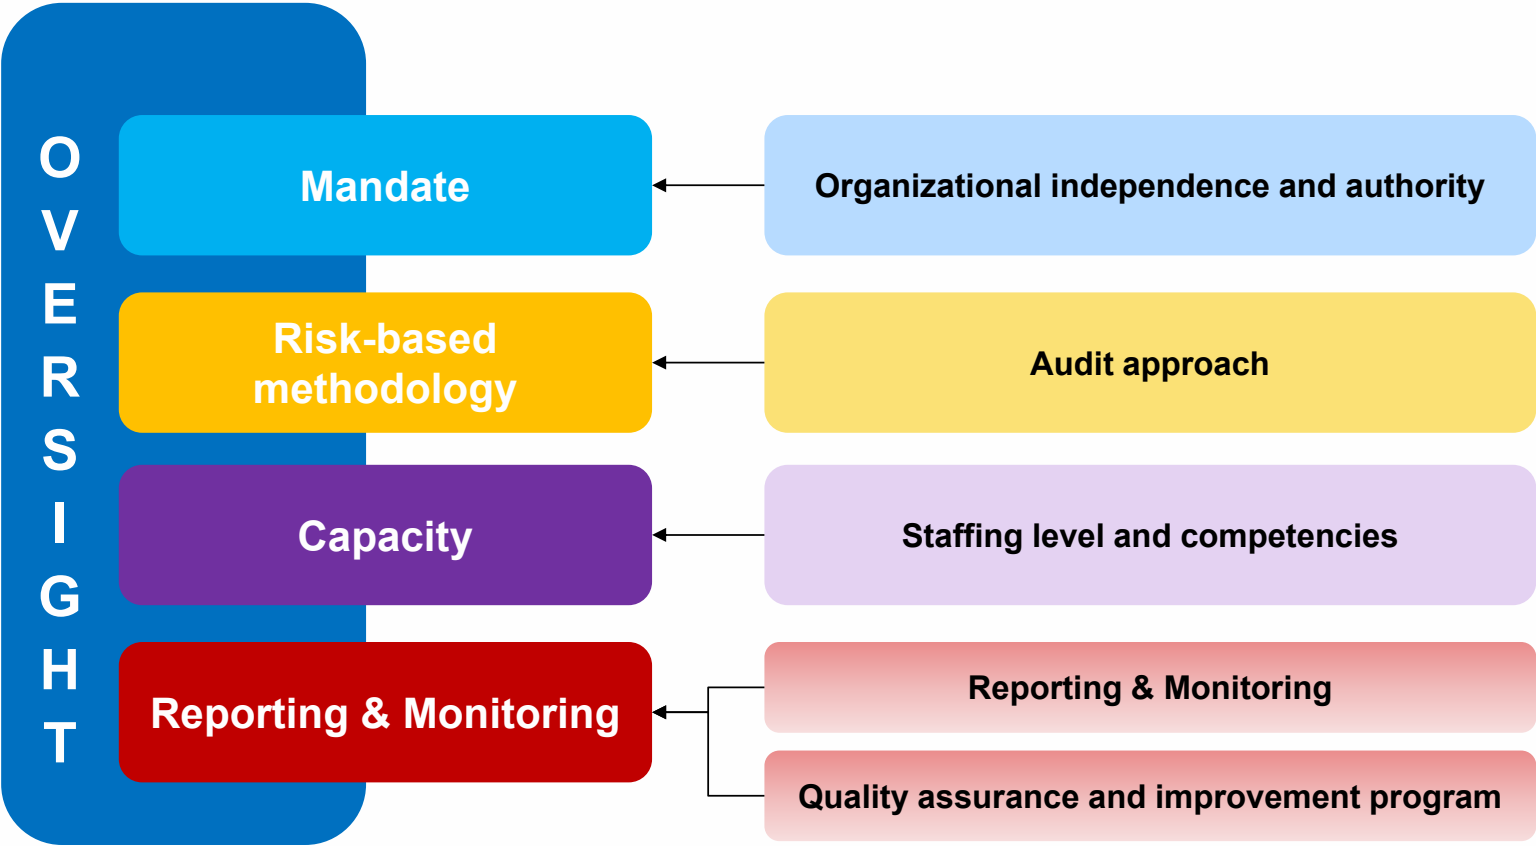 OVERSIGHT
Mandate
Organizational independence and authority
Risk-based
methodology
Audit approach
Capacity
Staffing level and competencies
Reporting & Monitoring
Reporting & Monitoring
Quality assurance and improvement program